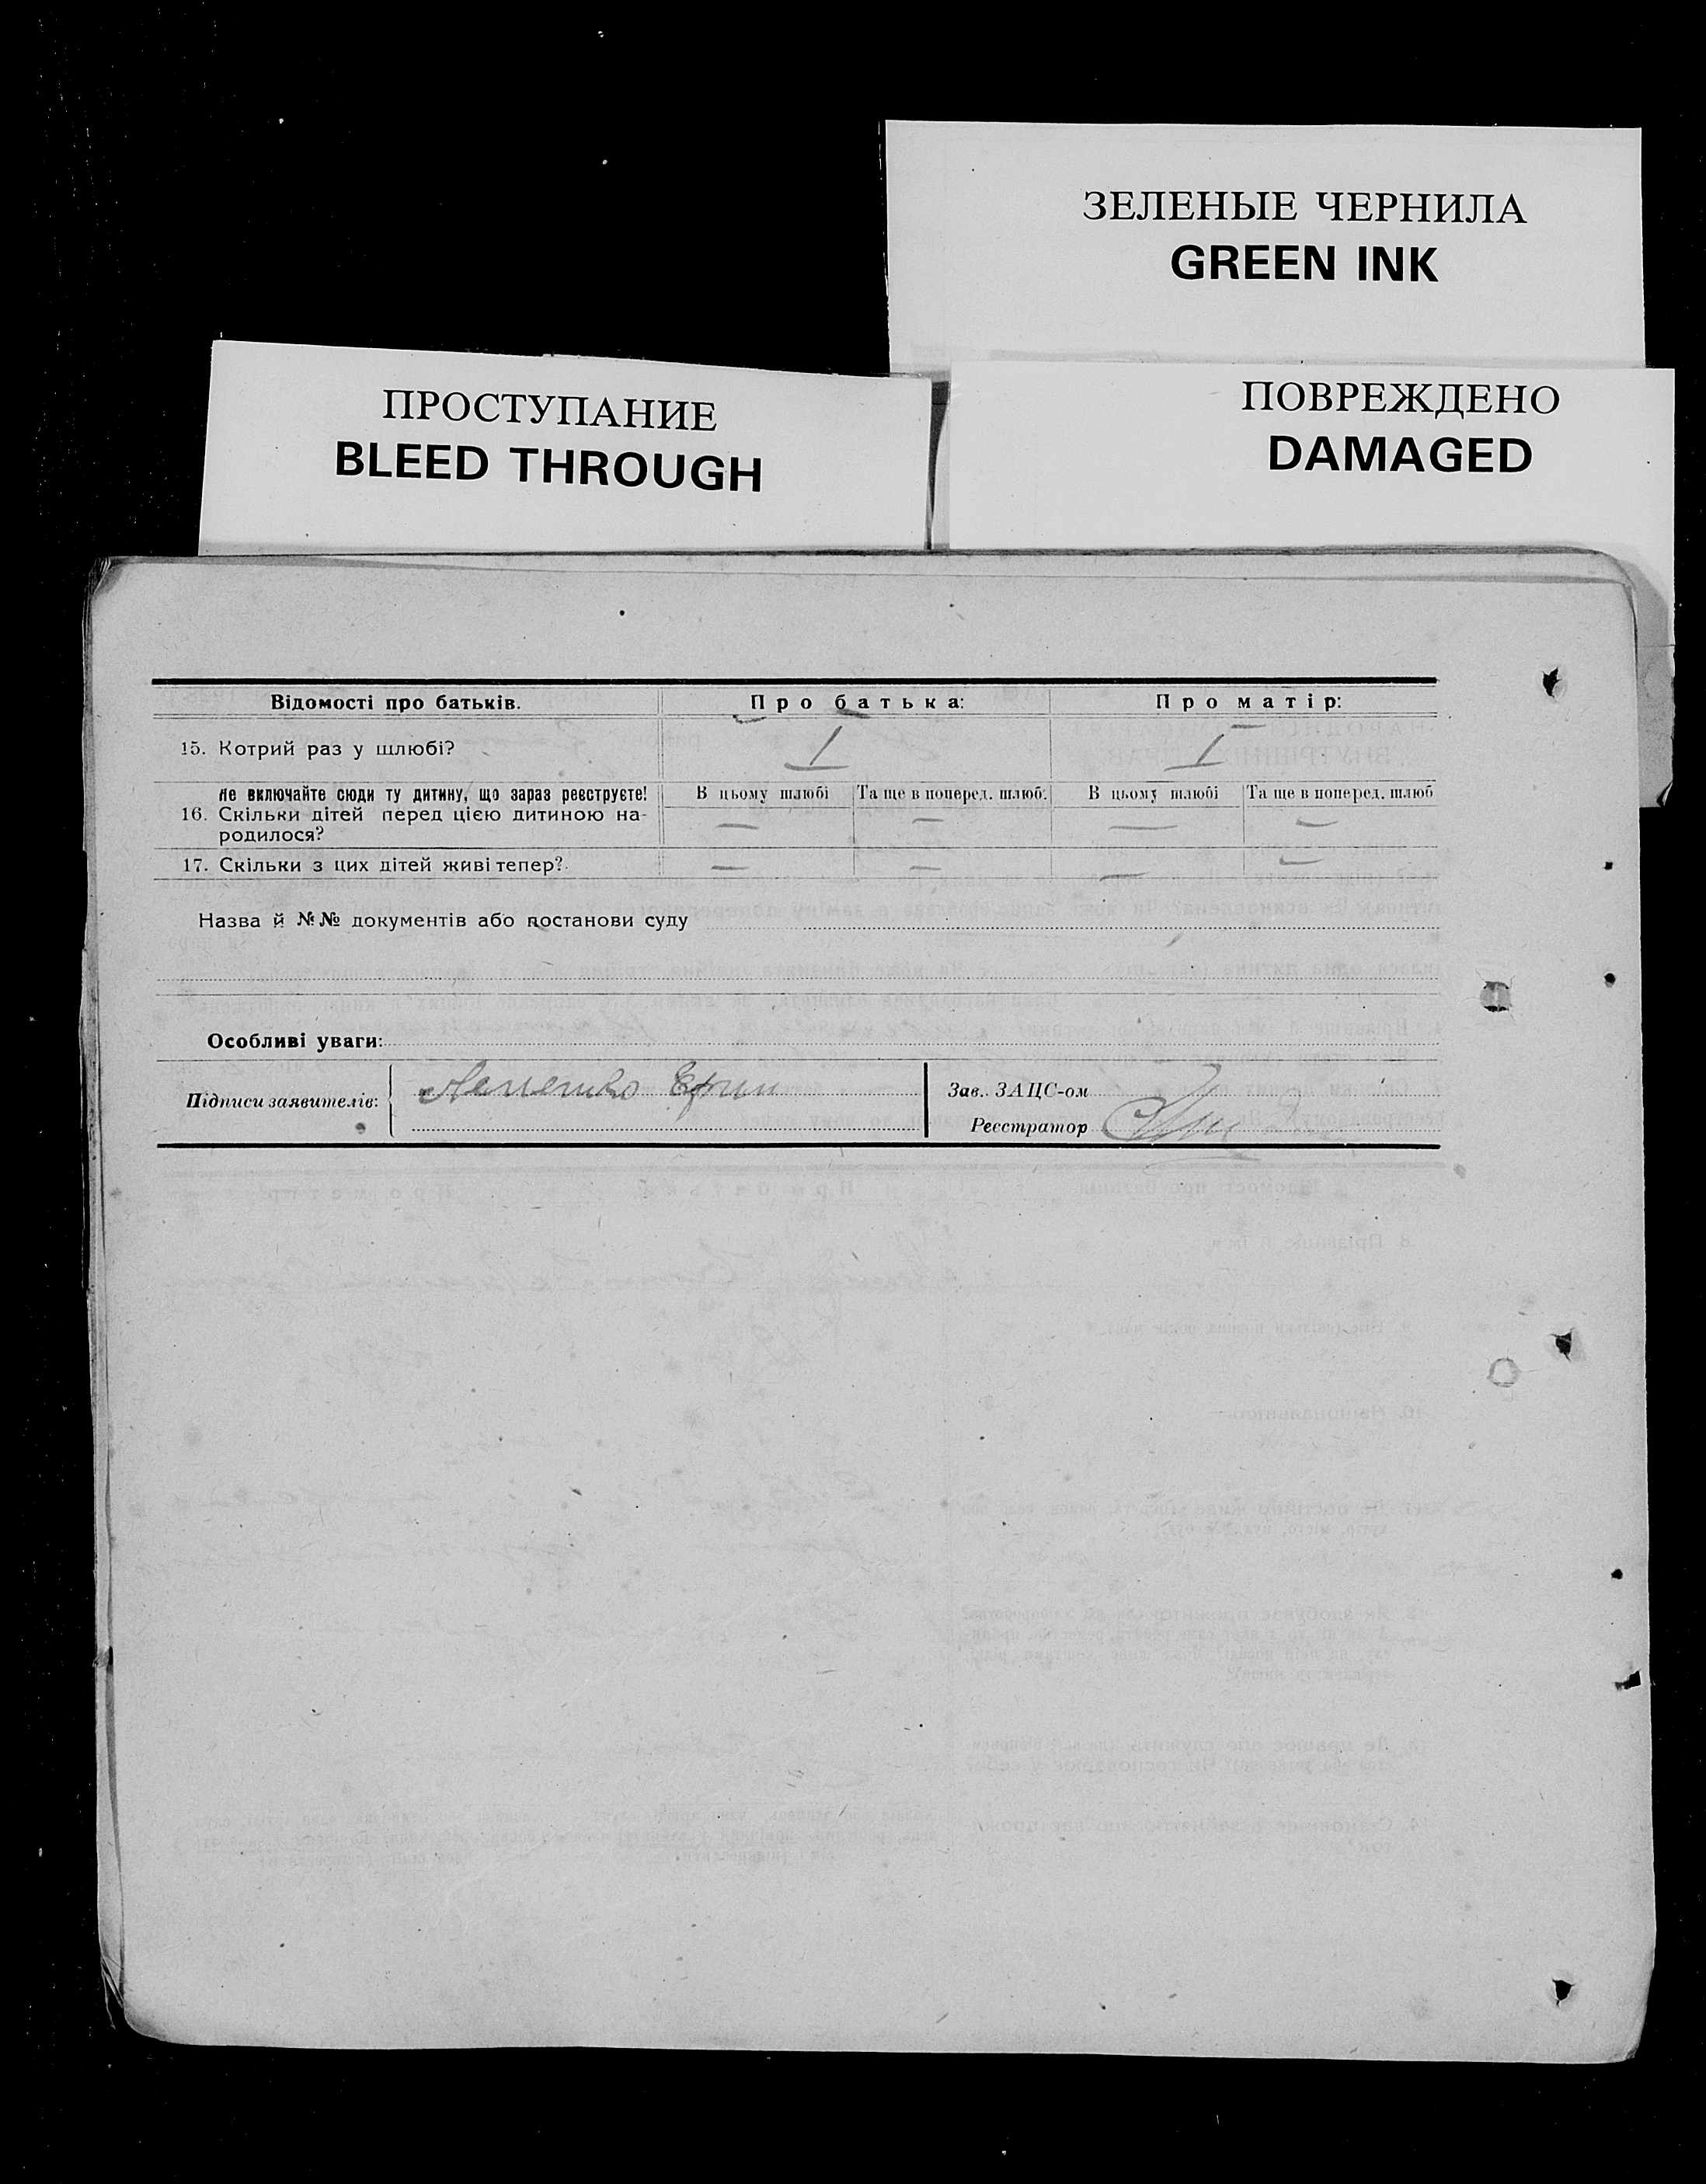 ЗЕЛЕНЫЕ ЧЕРНИЛА
GREEN INK
ПРОСТУПАНИЕ
BLEED THROUGH
ПОВРЕЖДЕНО
DAMAGED
Відомості про батьків. Про батька: Про матір:
15. Котрий раз у шлюбі? I I
Не включайте сюди ту дитину, що зараз реєструєте! В цьому шлюбі Та ще в поперед. шлюб. В цьому шлюбі Та ще в поперед. шлюб
16. Скільки дітей перед цією дитиною на- — — — —
родилося?
17. Скільки з цих дітей живі тепер? — — — —
Назва й №№ документів або постанови суду
Особливі уваги:
Підписи заявителів: Ефим
Зав. ЗАЦС-ом
Реєстратор